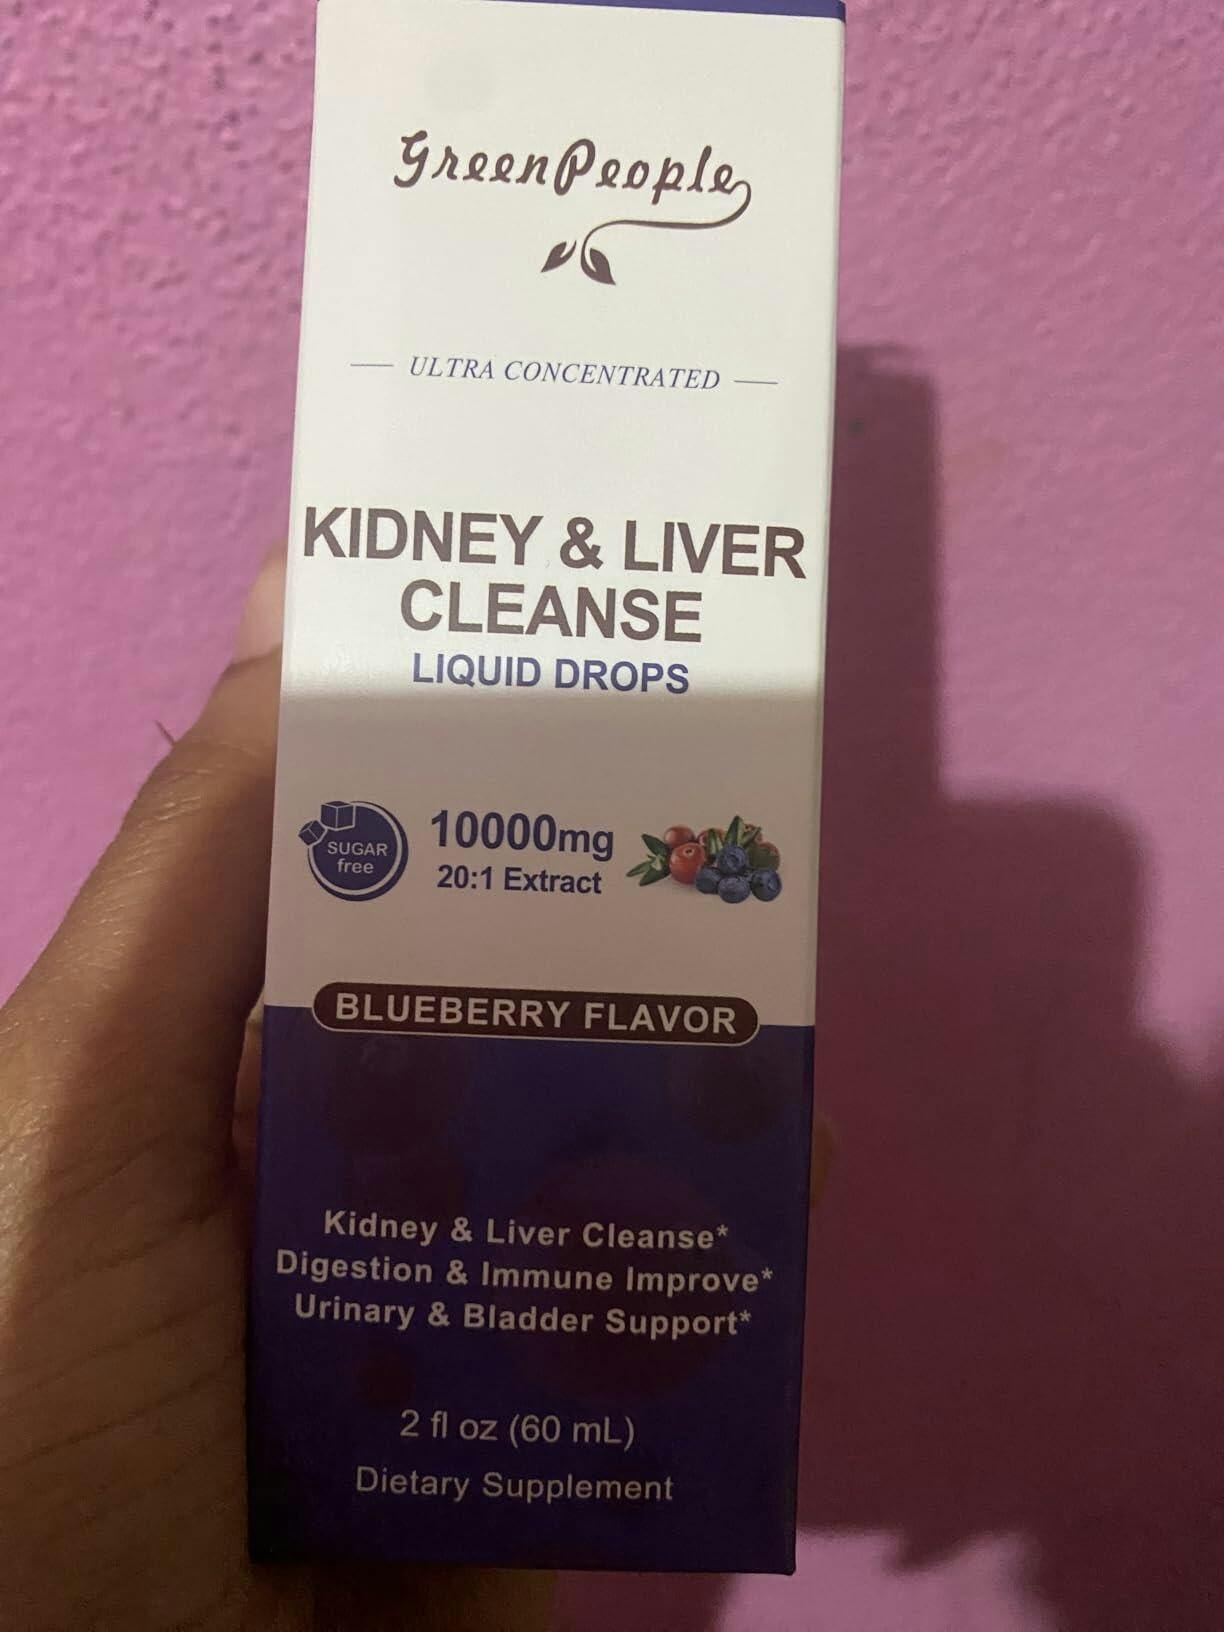 GreenPeople
ULTRA CONCENTRATED
KIDNEY & LIVER
CLEANSE
LIQUID DROPS
SUGAR
free
10000mg
20:1 Extract
BLUEBERRY FLAVOR
Kidney & Liver Cleanse*
Digestion & Immune Improve*
Urinary & Bladder Support*
2 fl oz (60 mL)
Dietary Supplement